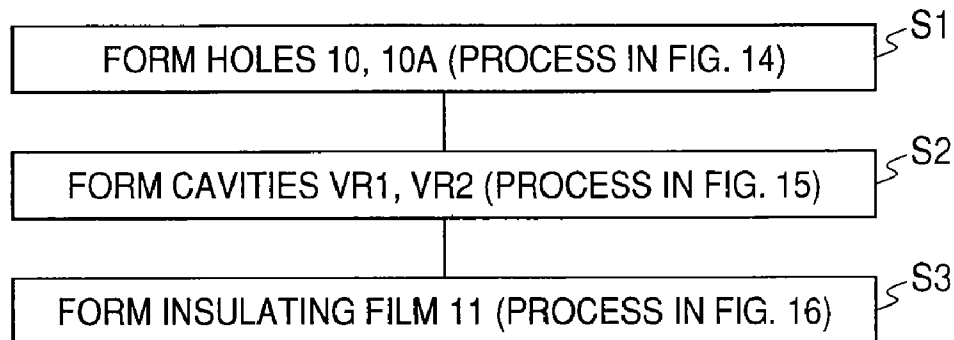 S1
FORM HOLES 10, 10A (PROCESS IN FIG. 14)
S2
FORM CAVITIES VR1, VR2 (PROCESS IN FIG. 15)
S3
FORM INSULATING FILM 11 (PROCESS IN FIG. 16)